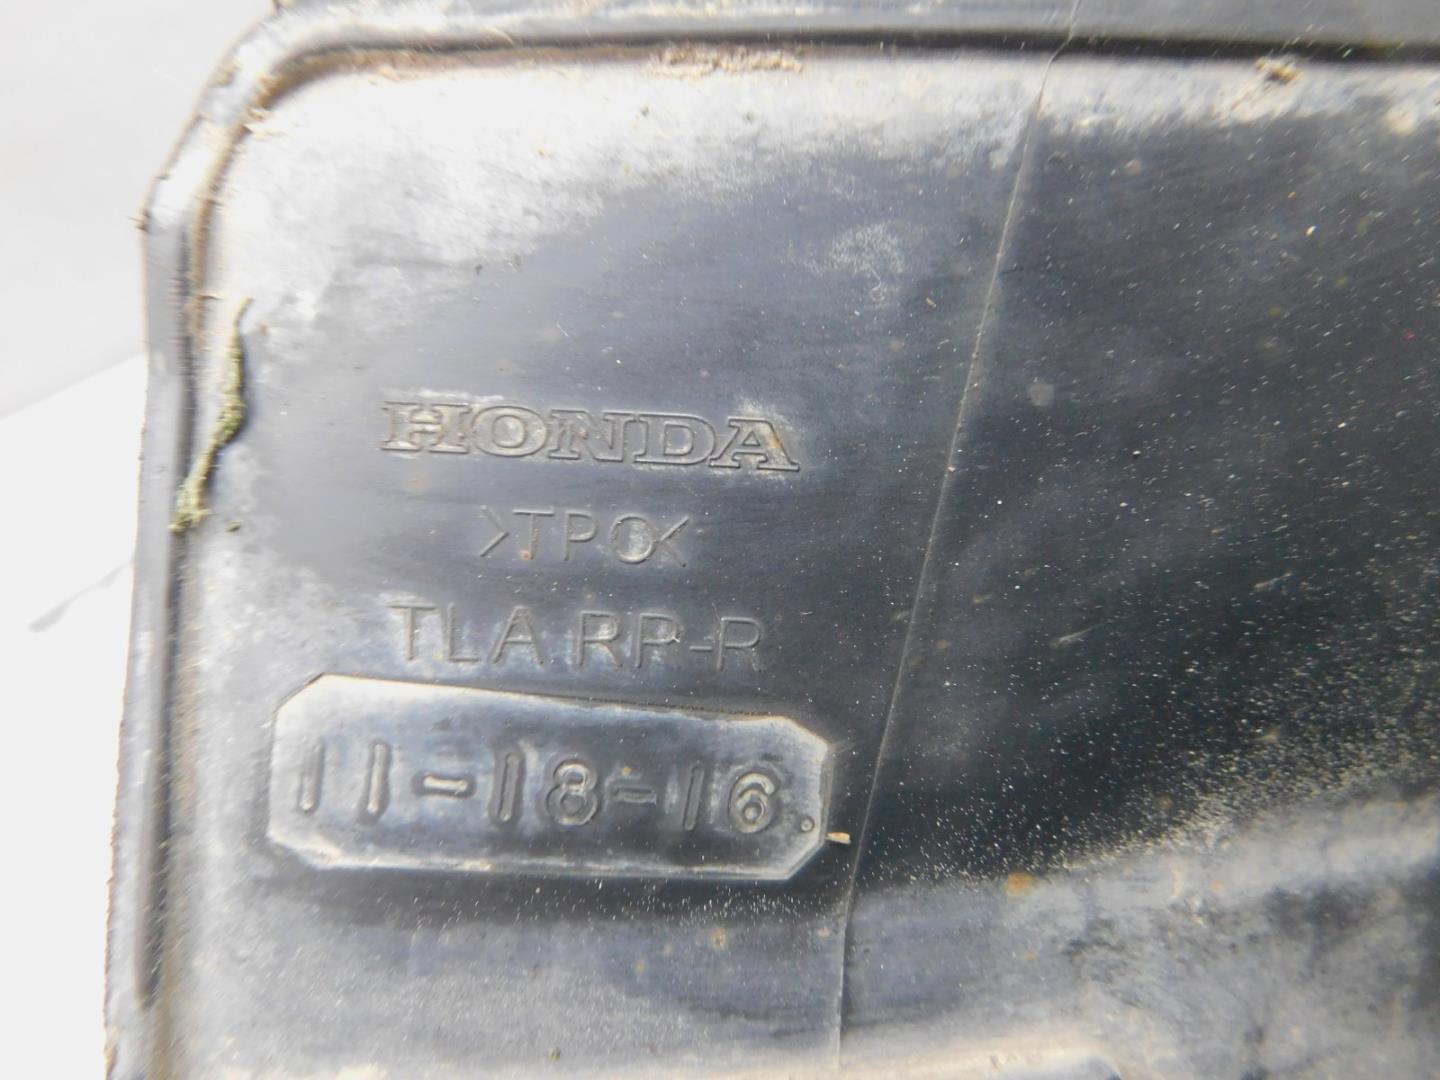 HONDA
>TPO<
TLA RP-R
11-18-16